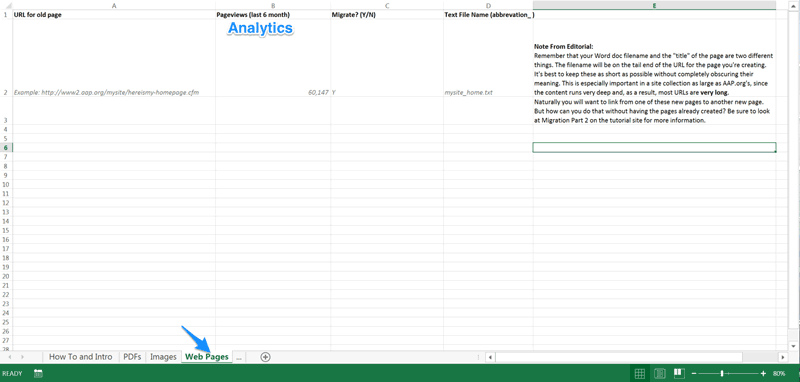 A B C D E
1 URL for old page Pageviews (last 6 month) Migrate? (Y/N) Text File Name (abbrevation_ )
Analytics
Note From Editorial:
Remember that your Word doc filename and the "title" of the page are two different
things. The filename will be on the tail end of the URL for the page you're creating.
It's best to keep these as short as possible without completely obscuring their
meaning. This is especially important in a site collection as large as AAP.org's, since
2 Example: http://www2.aap.org/mysite/hereismy-homepage.cfm 60,147 Y mysite_home.txt the content runs very deep and, as a result, most URLs are very long.
Naturally you will want to link from one of these new pages to another new page.
But how can you do that without having the pages already created? Be sure to look
3 at Migration Part 2 on the tutorial site for more information.
4
5
6
7
8
9
10
11
12
13
14
15
16
17
18
19
20
21
22
23
24
25
26
27
28
How To and Intro PDFs Images Web Pages ...
READY 80%